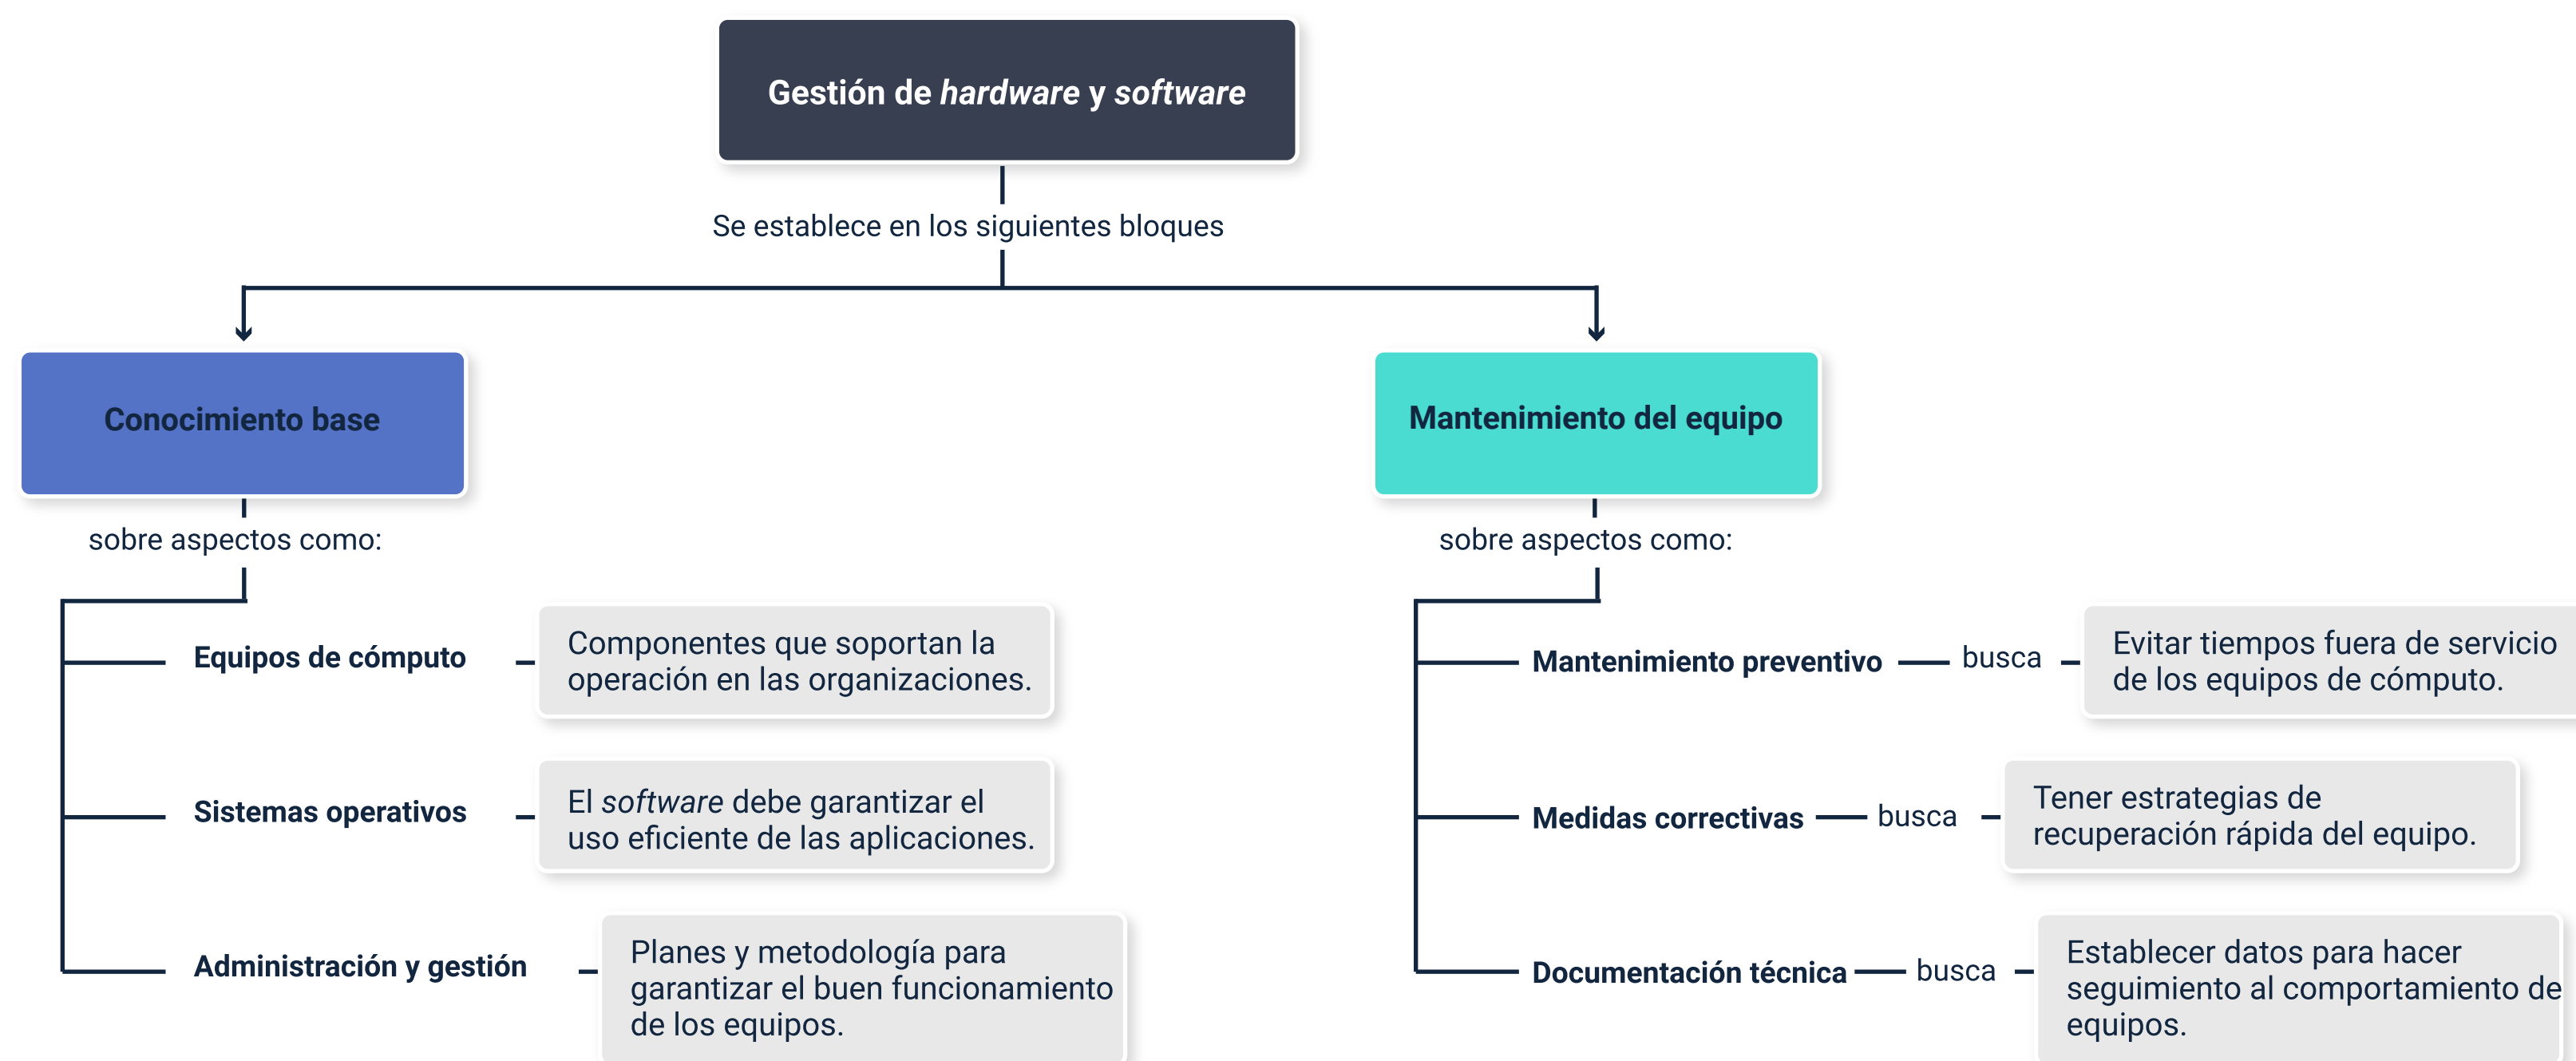 Gestión de hardware y software
Se establece en los siguientes bloques
Conocimiento base
sobre aspectos como:
Equipos de cómputo
Componentes que soportan la
operación en las organizaciones.
Sistemas operativos
El software debe garantizar el
uso eficiente de las aplicaciones.
Administración y gestión
Planes y metodología para
garantizar el buen funcionamiento
de los equipos.
Mantenimiento del equipo
sobre aspectos como:
Mantenimiento preventivo
busca
Evitar tiempos fuera de servicio
de los equipos de cómputo.
Medidas correctivas
busca
Tener estrategias de
recuperación rápida del equipo.
Documentación técnica
busca
Establecer datos para hacer
seguimiento al comportamiento de
equipos.